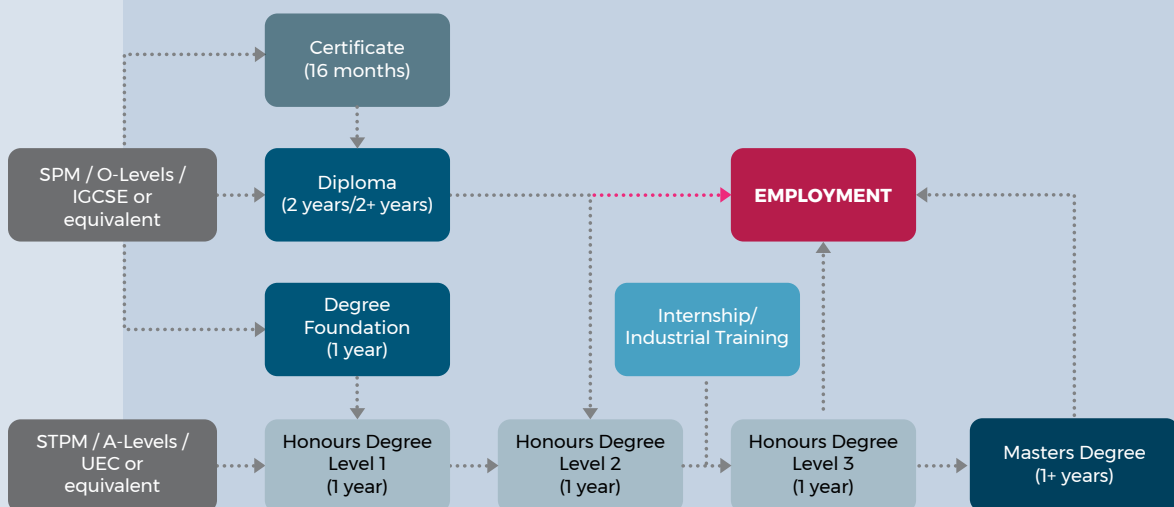 Certificate
(16 months)
SPM / O-Levels /
IGCSE or
equivalent
Diploma
(2 years/2+ years)
EMPLOYMENT
Degree
Foundation
(1 year)
Internship/
Industrial Training
STPM / A-Levels /
UEC or
equivalent
Honours Degree
Level 1
(1 year)
Honours Degree
Level 2
(1 year)
Honours Degree
Level 3
(1 year)
Masters Degree
(1+ years)